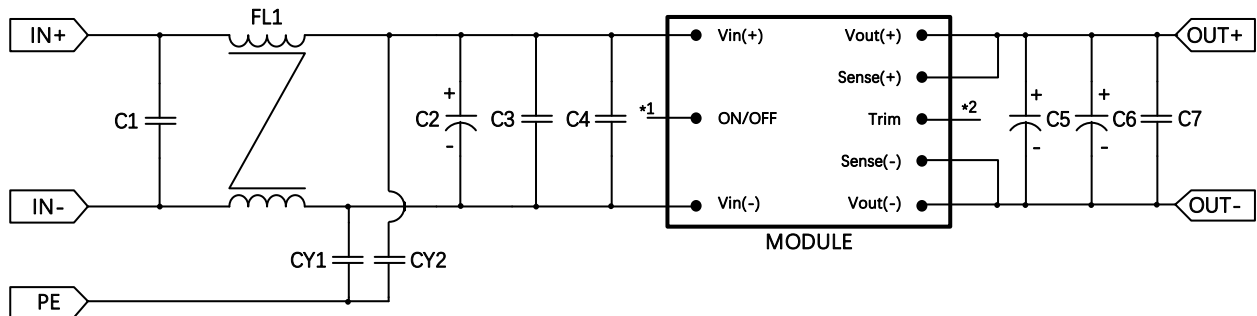 FL1
IN+
Vin(+)
Vout(+)
OUT+
Sense(+)
+
+
+
C1
C2
C3
C4
*1
ON/OFF
Trim
*2
C5
C6
C7
-
-
-
Sense(-)
IN-
Vin(-)
Vout(-)
OUT-
MODULE
CY1
CY2
PE